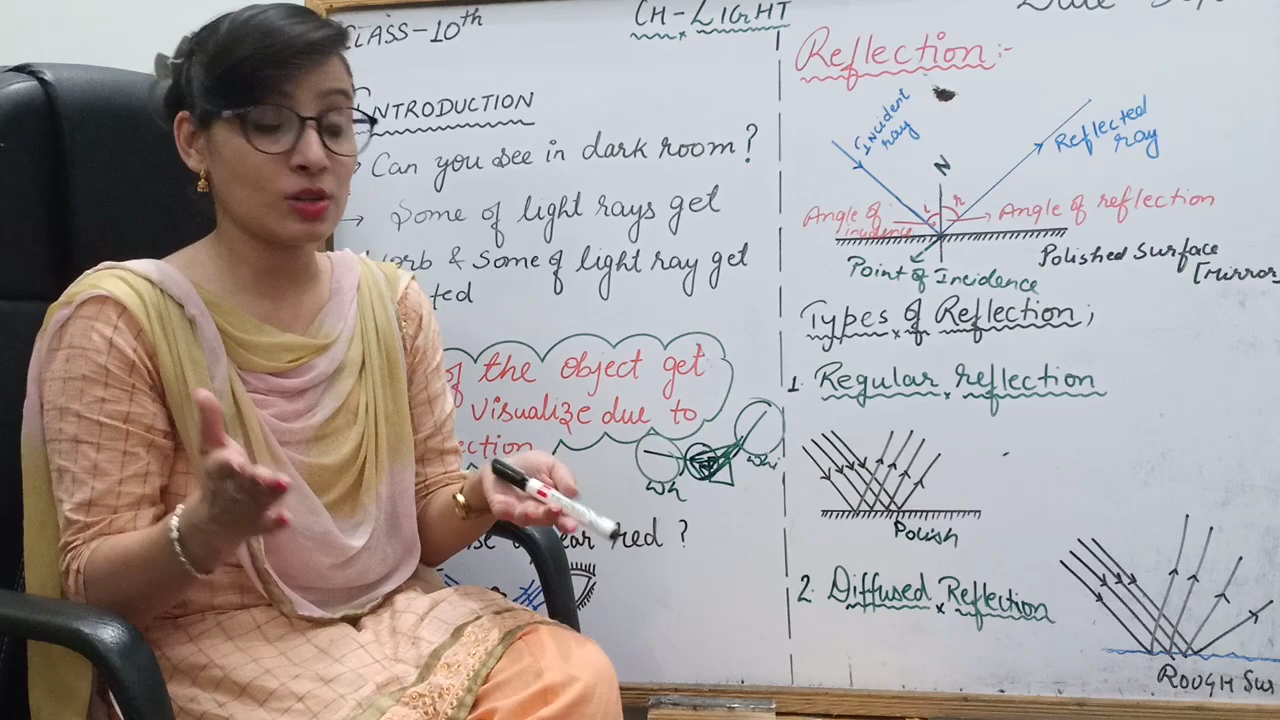 CLASS-10th
CH-LIGHT
INTRODUCTION
Can you see in dark room?
→ Some of light rays get
& Some of light ray get
of the object get
visualize due to
red ?
Reflection:-
Incident
ray
Reflected
ray
N
i
r
Angle of
incidence
Angle of reflection
Point of Incidence
Polished Surface
[Mirror
Types of Reflection;
1. Regular reflection
Polish
2. Diffused Reflection
ROUGH Sur